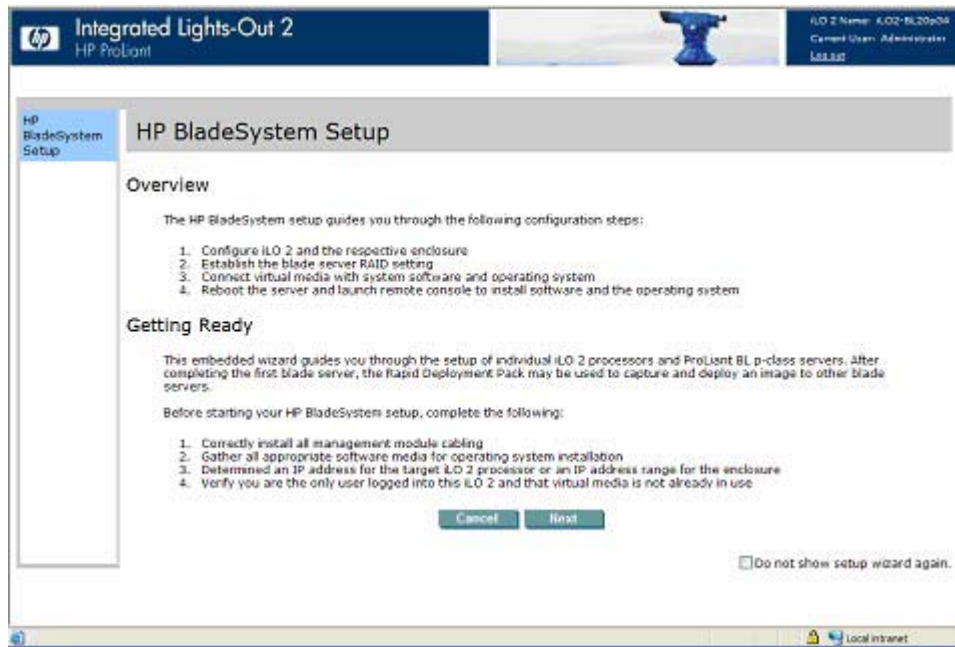 hp
Integrated Lights-Out 2
HP ProLiant
iLO 2 Name: iLO2-BL20p04
Current User: Administrator
Log out
HP
BladeSystem
Setup
HP BladeSystem Setup
Overview
The HP BladeSystem setup guides you through the following configuration steps:
1. Configure iLO 2 and the respective enclosure
2. Establish the blade server RAID setting
3. Connect virtual media with system software and operating system
4. Reboot the server and launch remote console to install software and the operating system
Getting Ready
This embedded wizard guides you through the setup of individual iLO 2 processors and ProLiant BL p-class servers. After
completing the first blade server, the Rapid Deployment Pack may be used to capture and deploy an image to other blade
servers.
Before starting your HP BladeSystem setup, complete the following:
1. Correctly install all management module cabling
2. Gather all appropriate software media for operating system installation
3. Determined an IP address for the target iLO 2 processor or an IP address range for the enclosure
4. Verify you are the only user logged into this iLO 2 and that virtual media is not already in use
Cancel Next
Do not show setup wizard again.
Local intranet